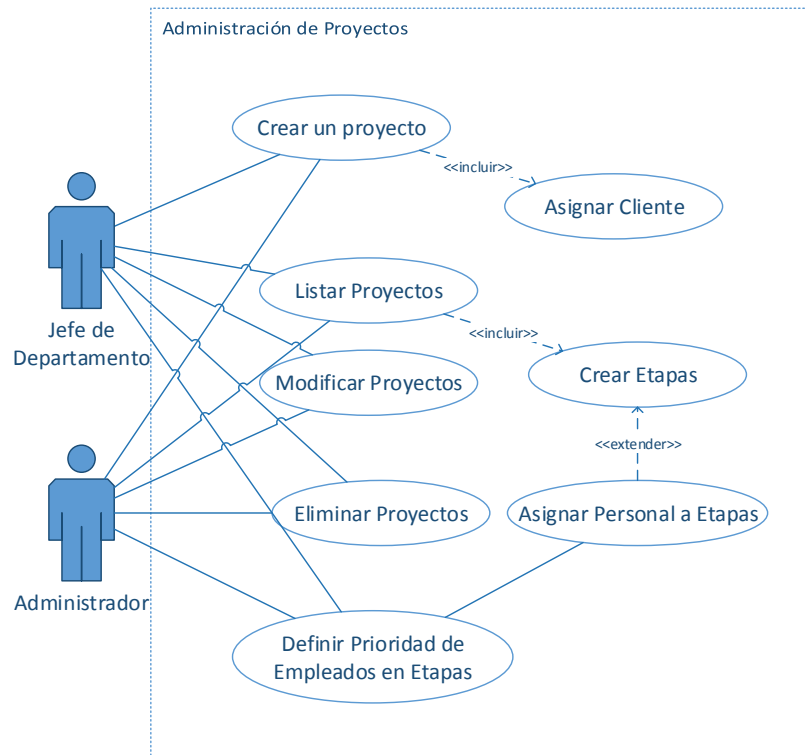 Administración de Proyectos
Crear un proyecto
<<incluir>>
Asignar Cliente
Jefe de
Departamento
Listar Proyectos
<<incluir>>
Modificar Proyectos
Crear Etapas
<<extender>>
Administrador
Eliminar Proyectos
Asignar Personal a Etapas
Definir Prioridad de
Empleados en Etapas